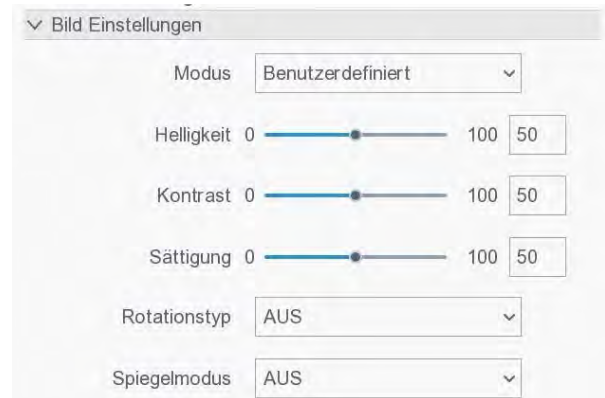 Bild Einstellungen
Modus Benutzerdefiniert
Helligkeit 0 100 50
Kontrast 0 100 50
Sättigung 0 100 50
Rotationstyp AUS
Spiegelmodus AUS